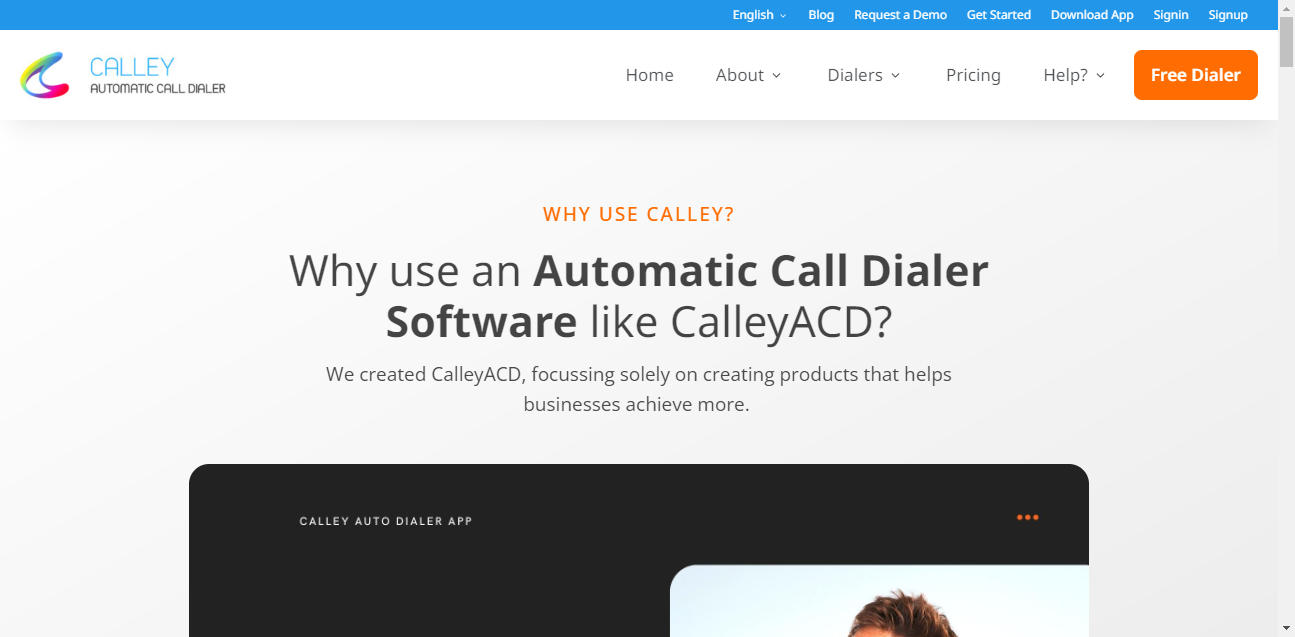 English
Blog
Request a Demo
Get Started
Download App
Signin
Signup
CALLEY
AUTOMATIC CALL DIALER
Home
About
Dialers
Pricing
Help?
Free Dialer
WHY USE CALLEY?
Why use an Automatic Call Dialer
Software like CalleyACD?
We created CalleyACD, focussing solely on creating products that helps
businesses achieve more.
CALLEY AUTO DIALER APP